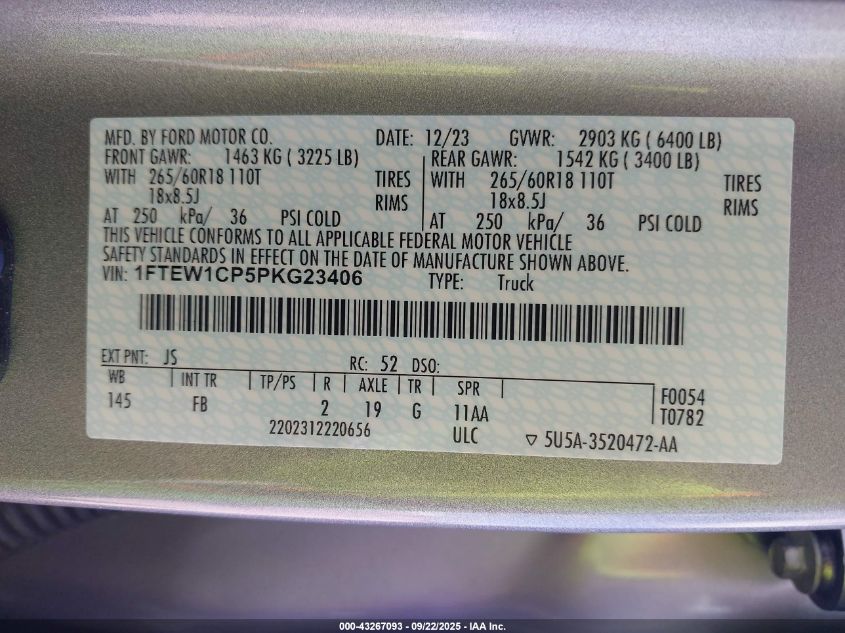 MFD. BY FORD MOTOR CO. DATE: 12/23 GVWR: 2903 KG ( 6400 LB)
FRONT GAWR: 1463 KG ( 3225 LB) REAR GAWR: 1542 KG ( 3400 LB)
WITH 265/60R18 110T TIRES WITH 265/60R18 110T TIRES
18x8.5J RIMS 18x8.5J RIMS
AT 250 kPa/ 36 PSI COLD AT 250 kPa/ 36 PSI COLD
THIS VEHICLE CONFORMS TO ALL APPLICABLE FEDERAL MOTOR VEHICLE
SAFETY STANDARDS IN EFFECT ON THE DATE OF MANUFACTURE SHOWN ABOVE.
VIN: 1FTEW1CP5PKG23406 TYPE: Truck
EXT PNT: JS RC: 52 DSO:
WB INT TR TP/PS R AXLE TR SPR F0054
145 FB 2 19 G 11AA T0782
2202312220656 ULC ▽ 5U5A-3520472-AA
000-43267093 - 09/22/2025 - IAA Inc.